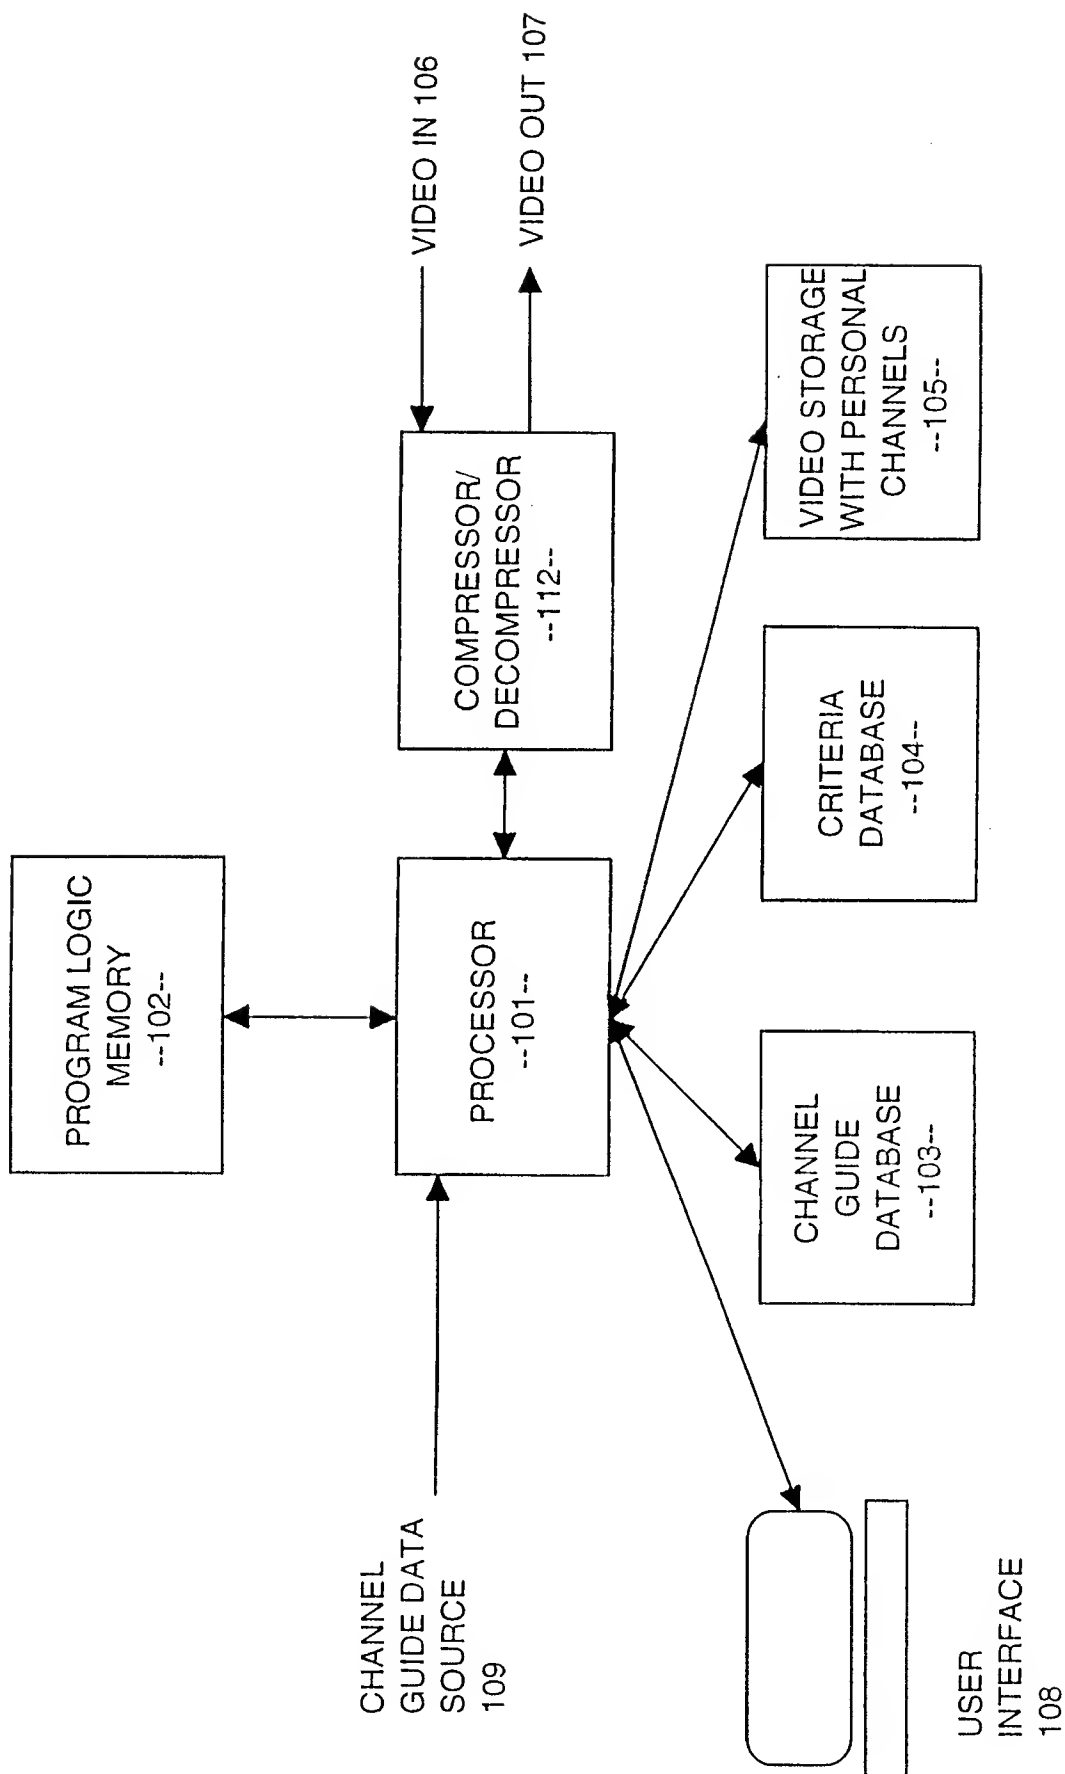 PROGRAM LOGIC
MEMORY
--102--
CHANNEL
GUIDE DATA
SOURCE
109
PROCESSOR
--101--
COMPRESSOR/
DECOMPRESSOR
--112--
VIDEO IN 106
VIDEO OUT 107
USER
INTERFACE
108
CHANNEL
GUIDE
DATABASE
--103--
CRITERIA
DATABASE
--104--
VIDEO STORAGE
WITH PERSONAL
CHANNELS
--105--